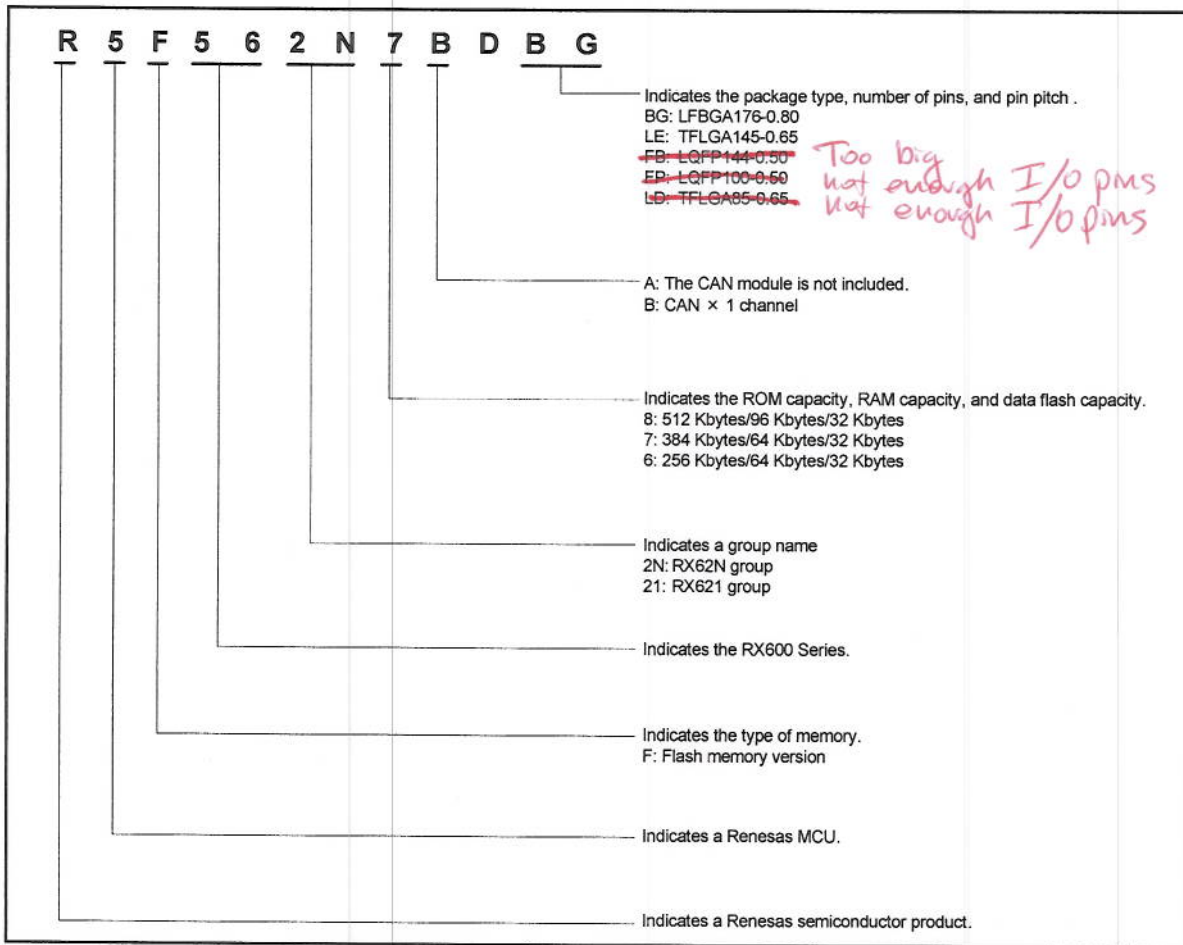 R 5 F 5 6 2 N 7 B D B G
Indicates the package type, number of pins, and pin pitch .
BG: LFBGA176-0.80
LE: TFLGA145-0.65
FB: LQFP144-0.50 Too big
FP: LQFP100-0.50 not enough I/O pins
LD: TFLGA85-0.65 not enough I/O pins
A: The CAN module is not included.
B: CAN × 1 channel
Indicates the ROM capacity, RAM capacity, and data flash capacity.
8: 512 Kbytes/96 Kbytes/32 Kbytes
7: 384 Kbytes/64 Kbytes/32 Kbytes
6: 256 Kbytes/64 Kbytes/32 Kbytes
Indicates a group name
2N: RX62N group
21: RX621 group
Indicates the RX600 Series.
Indicates the type of memory.
F: Flash memory version
Indicates a Renesas MCU.
Indicates a Renesas semiconductor product.